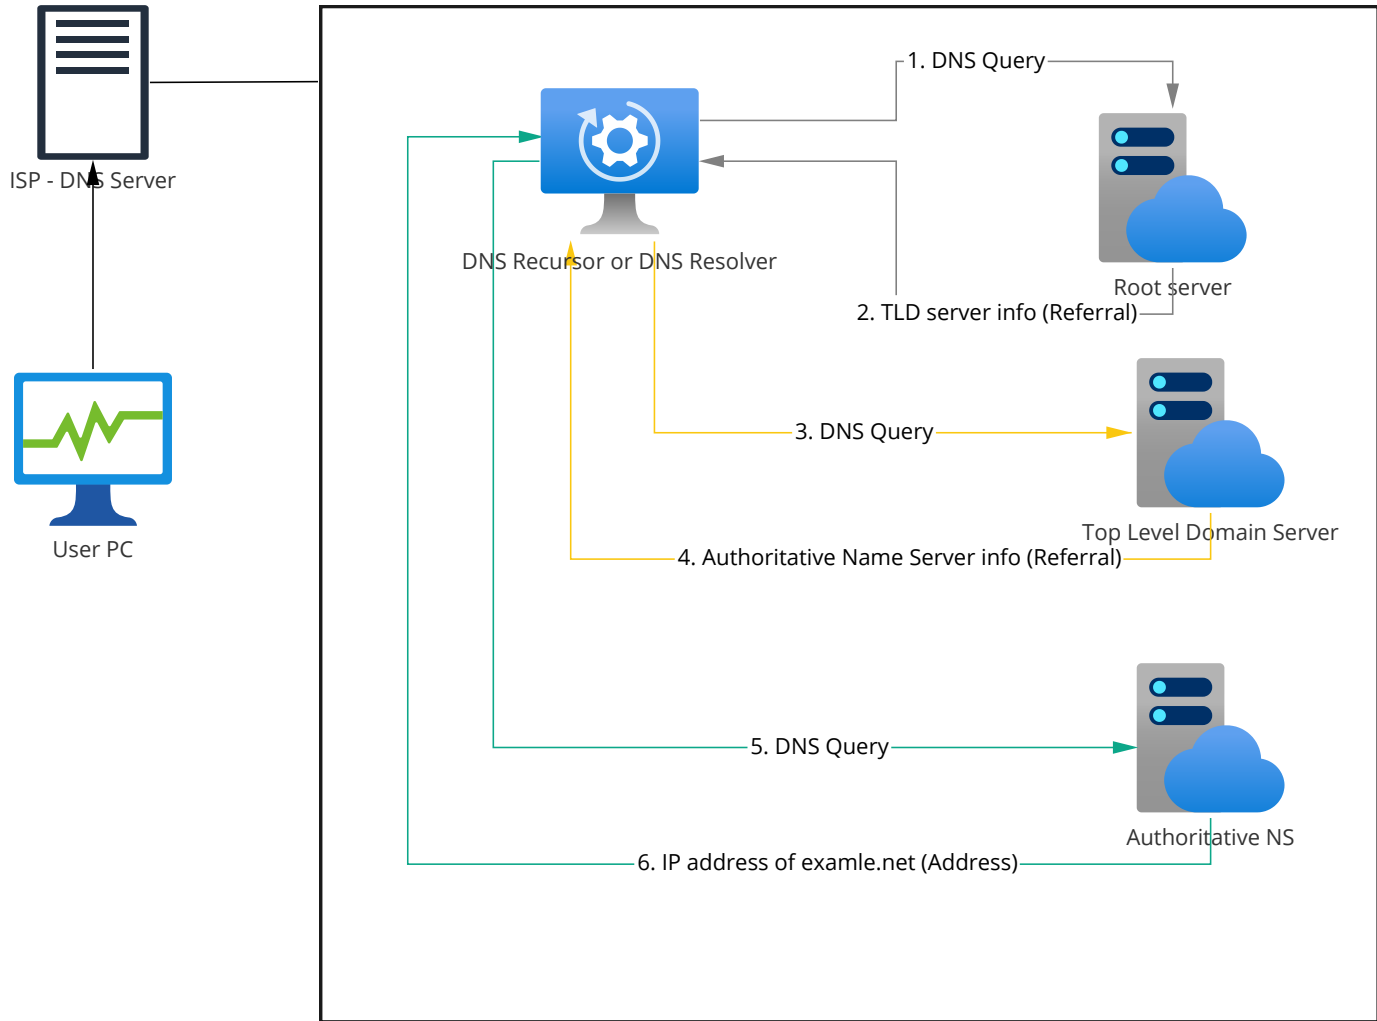 1. DNS Query
ISP - DNS Server
DNS Recursor or DNS Resolver
Root server
2. TLD server info (Referral)
3. DNS Query
User PC
Top Level Domain Server
4. Authoritative Name Server info (Referral)
5. DNS Query
Authoritative NS
6. IP address of examle.net (Address)